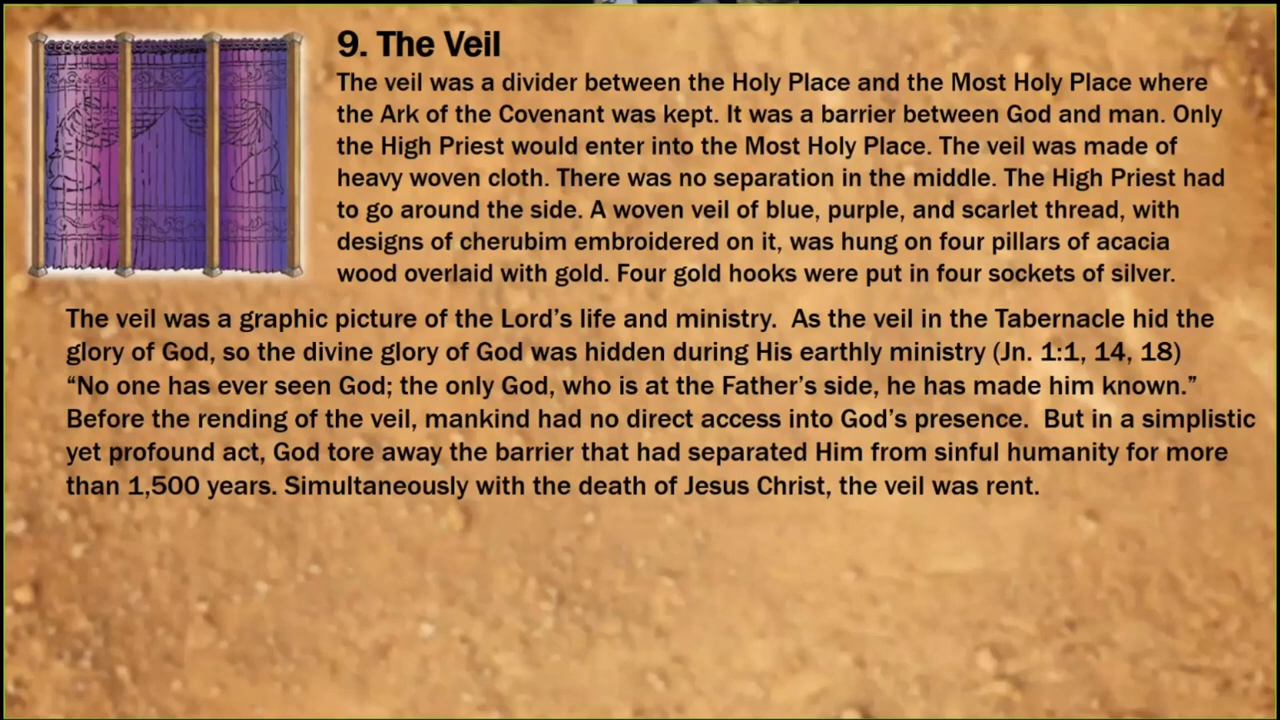 9. The Veil
The veil was a divider between the Holy Place and the Most Holy Place where
the Ark of the Covenant was kept. It was a barrier between God and man. Only
the High Priest would enter into the Most Holy Place. The veil was made of
heavy woven cloth. There was no separation in the middle. The High Priest had
to go around the side. A woven veil of blue, purple, and scarlet thread, with
designs of cherubim embroidered on it, was hung on four pillars of acacia
wood overlaid with gold. Four gold hooks were put in four sockets of silver.
The veil was a graphic picture of the Lord’s life and ministry.  As the veil in the Tabernacle hid the
glory of God, so the divine glory of God was hidden during His earthly ministry (Jn. 1:1, 14, 18)
“No one has ever seen God; the only God, who is at the Father’s side, he has made him known.”
Before the rending of the veil, mankind had no direct access into God’s presence.  But in a simplistic
yet profound act, God tore away the barrier that had separated Him from sinful humanity for more
than 1,500 years. Simultaneously with the death of Jesus Christ, the veil was rent.